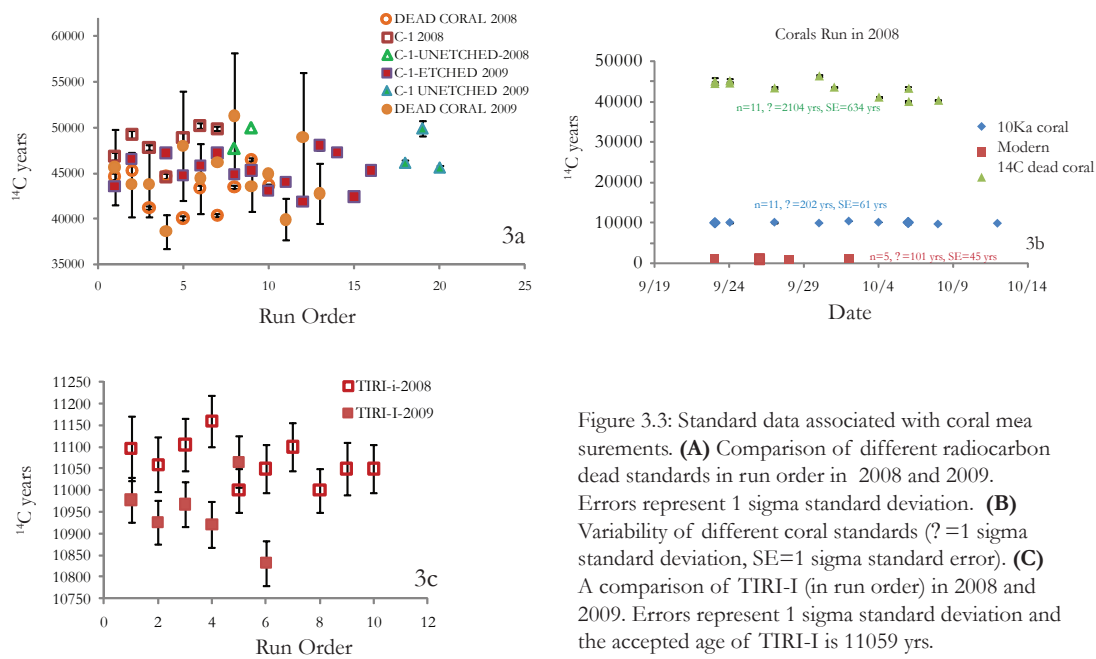 DEAD CORAL 2008
C-1 2008
C-1-UNETCHED-2008
C-1-ETCHED 2009
C-1 UNETCHED 2009
DEAD CORAL 2009
60000
55000
50000
45000
40000
35000
14C years
0 5 10 15 20 25
Run Order
3a
Corals Run in 2008
60000
50000
40000
30000
20000
10000
0
14C years
n=11, ?=2104 yrs, SE=634 yrs
n=11, ?=202 yrs, SE=61 yrs
n=5, ?=101 yrs, SE=45 yrs
3b
10Ka coral
Modern
14C dead coral
9/19 9/24 9/29 10/4 10/9 10/14
Date
11250
11200
11150
11100
11050
11000
10950
10900
10850
10800
10750
14C years
TIRI-i-2008
TIRI-I-2009
3c
0 2 4 6 8 10 12
Run Order
Figure 3.3: Standard data associated with coral mea
surements. (A) Comparison of different radiocarbon
dead standards in run order in 2008 and 2009.
Errors represent 1 sigma standard deviation. (B)
Variability of different coral standards (? =1 sigma
standard deviation, SE=1 sigma standard error). (C)
A comparison of TIRI-I (in run order) in 2008 and
2009. Errors represent 1 sigma standard deviation and
the accepted age of TIRI-I is 11059 yrs.